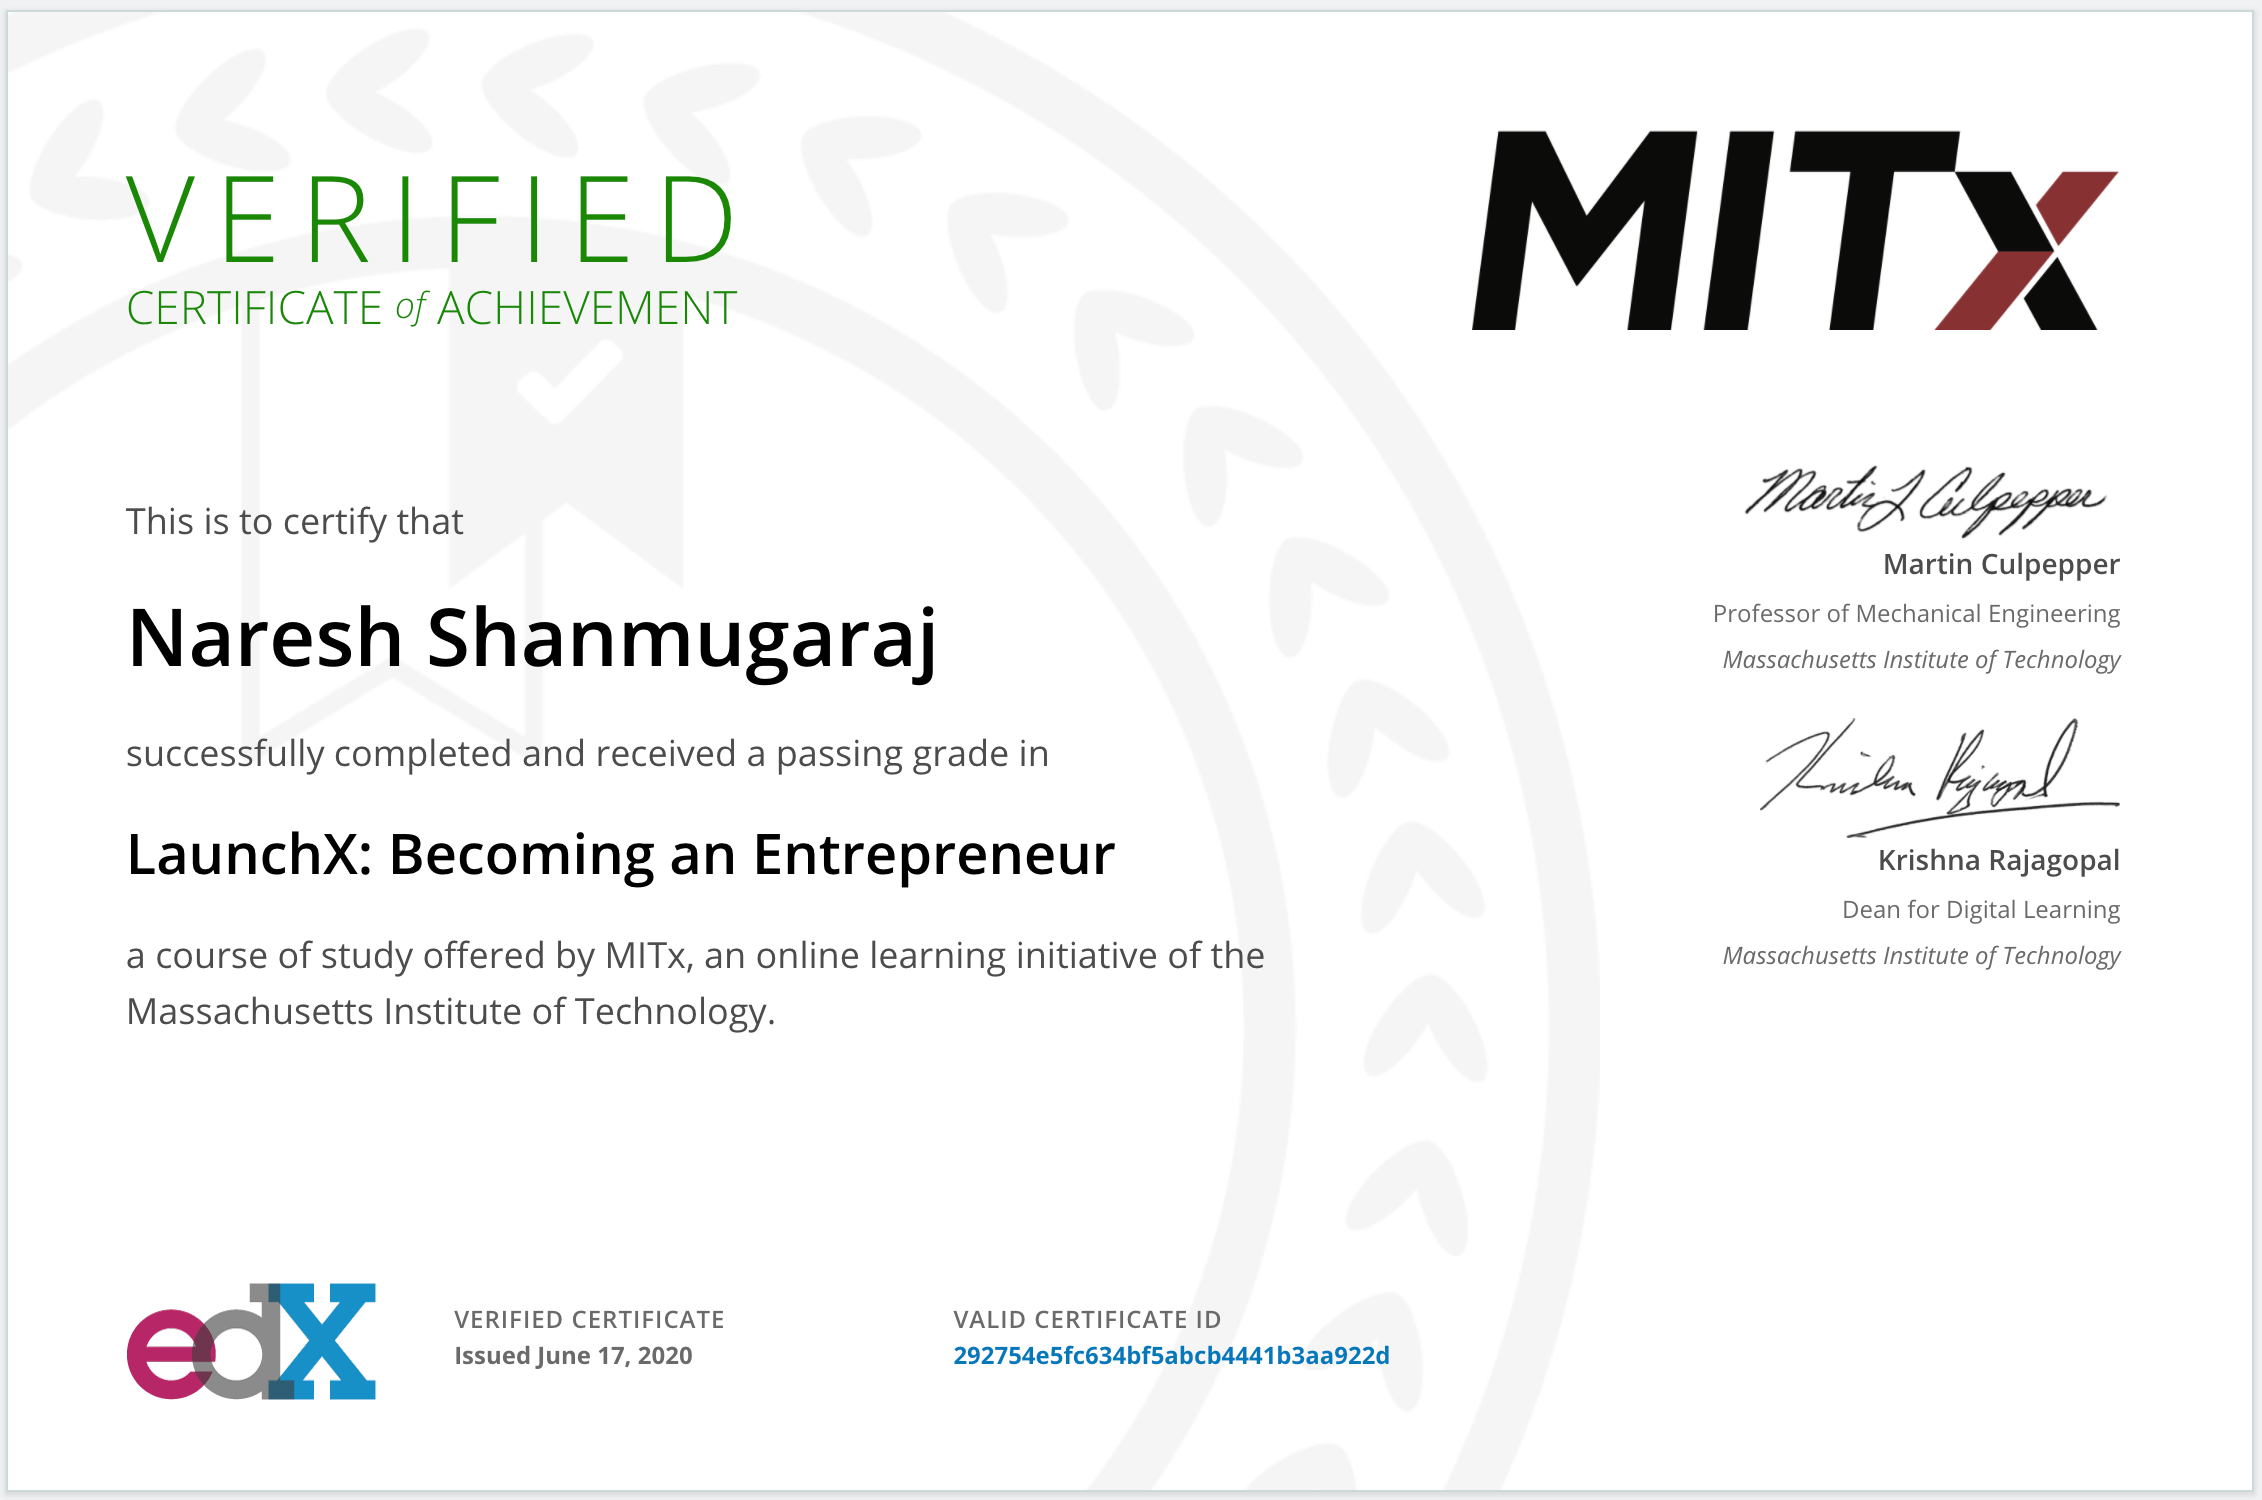 VERIFIED
CERTIFICATE of ACHIEVEMENT
MITx
This is to certify that
Naresh Shanmugaraj
successfully completed and received a passing grade in
LaunchX: Becoming an Entrepreneur
a course of study offered by MITx, an online learning initiative of the
Massachusetts Institute of Technology.
Martin L Culpepper
Martin Culpepper
Professor of Mechanical Engineering
Massachusetts Institute of Technology
Krishna Rajagopal
Krishna Rajagopal
Dean for Digital Learning
Massachusetts Institute of Technology
edX
VERIFIED CERTIFICATE
Issued June 17, 2020
VALID CERTIFICATE ID
292754e5fc634bf5abcb4441b3aa922d